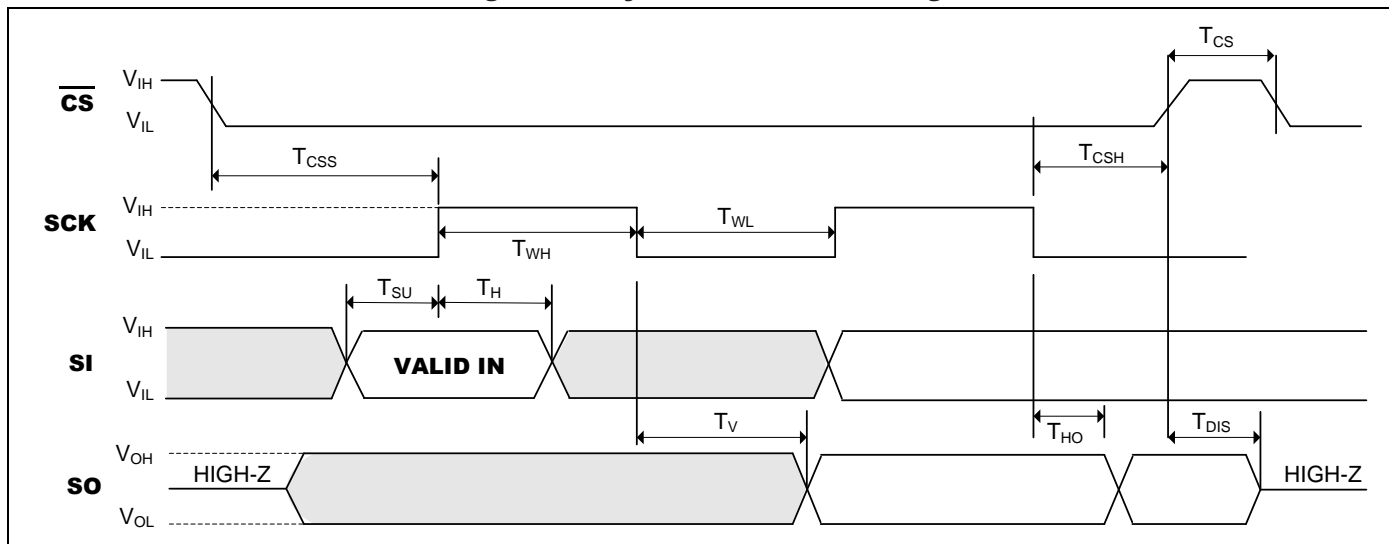 T_CS
V_IH
CS
V_IL
T_CSS
T_CSH
V_IH
SCK
T_WL
V_IL
T_WH
T_SU
T_H
V_IH
SI
VALID IN
V_IL
T_V
T_HO
T_DIS
V_OH
HIGH-Z
HIGH-Z
SO
V_OL